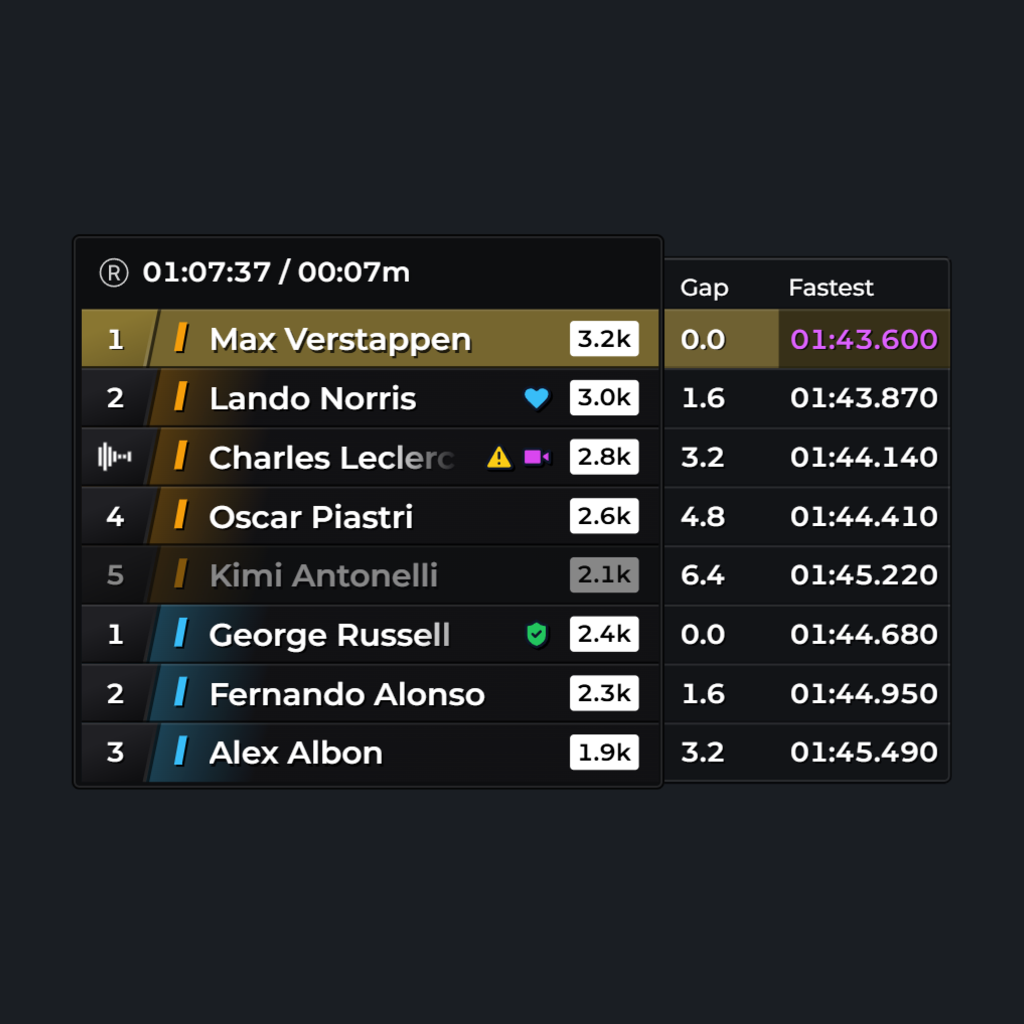 R 01:07:37 / 00:07m
Gap Fastest
1 Max Verstappen 3.2k 0.0 01:43.600
2 Lando Norris 3.0k 1.6 01:43.870
Charles Leclerc 2.8k 3.2 01:44.140
4 Oscar Piastri 2.6k 4.8 01:44.410
5 Kimi Antonelli 2.1k 6.4 01:45.220
1 George Russell 2.4k 0.0 01:44.680
2 Fernando Alonso 2.3k 1.6 01:44.950
3 Alex Albon 1.9k 3.2 01:45.490